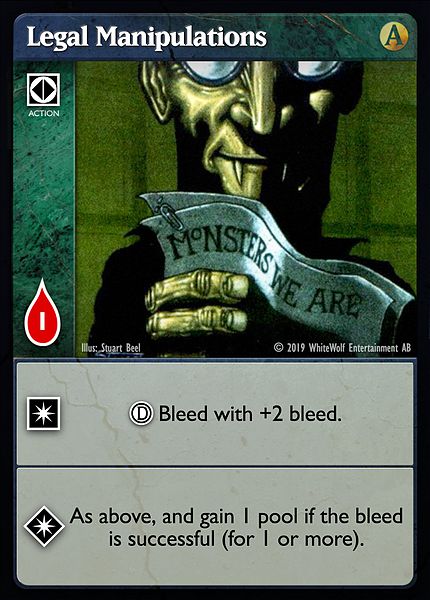 Legal Manipulations
A
ACTION
MONSTERS
WE ARE
1
Illus: Stuart Beel
© 2019 WhiteWolf Entertainment AB
Ⓓ Bleed with +2 bleed.
As above, and gain 1 pool if the bleed
is successful (for 1 or more).